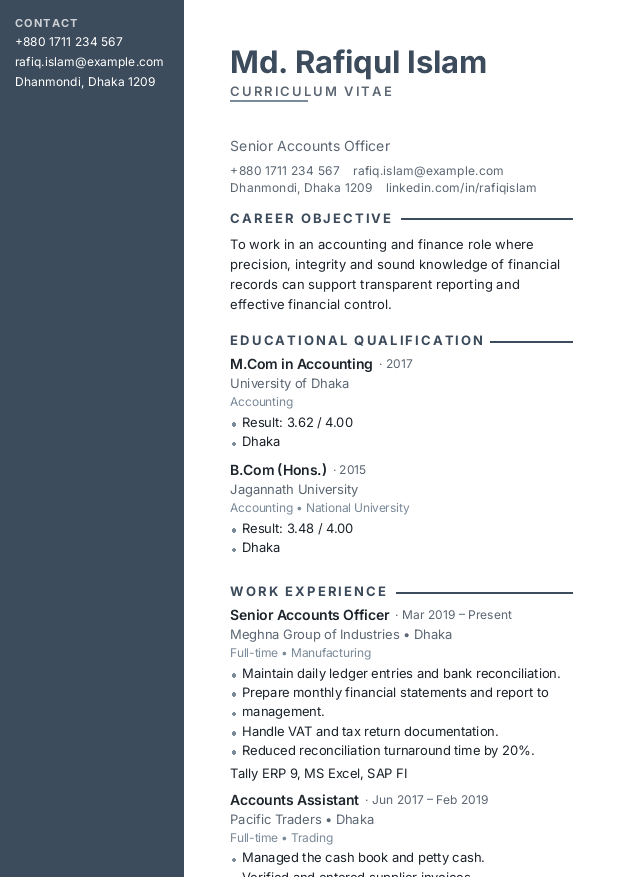 CONTACT
+880 1711 234 567
rafiq.islam@example.com
Dhanmondi, Dhaka 1209
Md. Rafiqul Islam
CURRICULUM VITAE
Senior Accounts Officer
+880 1711 234 567 rafiq.islam@example.com
Dhanmondi, Dhaka 1209 linkedin.com/in/rafiqislam
CAREER OBJECTIVE
To work in an accounting and finance role where
precision, integrity and sound knowledge of financial
records can support transparent reporting and
effective financial control.
EDUCATIONAL QUALIFICATION
M.Com in Accounting · 2017
University of Dhaka
Accounting
• Result: 3.62 / 4.00
• Dhaka
B.Com (Hons.) · 2015
Jagannath University
Accounting • National University
• Result: 3.48 / 4.00
• Dhaka
WORK EXPERIENCE
Senior Accounts Officer · Mar 2019 – Present
Meghna Group of Industries • Dhaka
Full-time • Manufacturing
• Maintain daily ledger entries and bank reconciliation.
• Prepare monthly financial statements and report to
• management.
• Handle VAT and tax return documentation.
• Reduced reconciliation turnaround time by 20%.
Tally ERP 9, MS Excel, SAP FI
Accounts Assistant · Jun 2017 – Feb 2019
Pacific Traders • Dhaka
Full-time • Trading
• Managed the cash book and petty cash.
• Verified and entered supplier invoices.